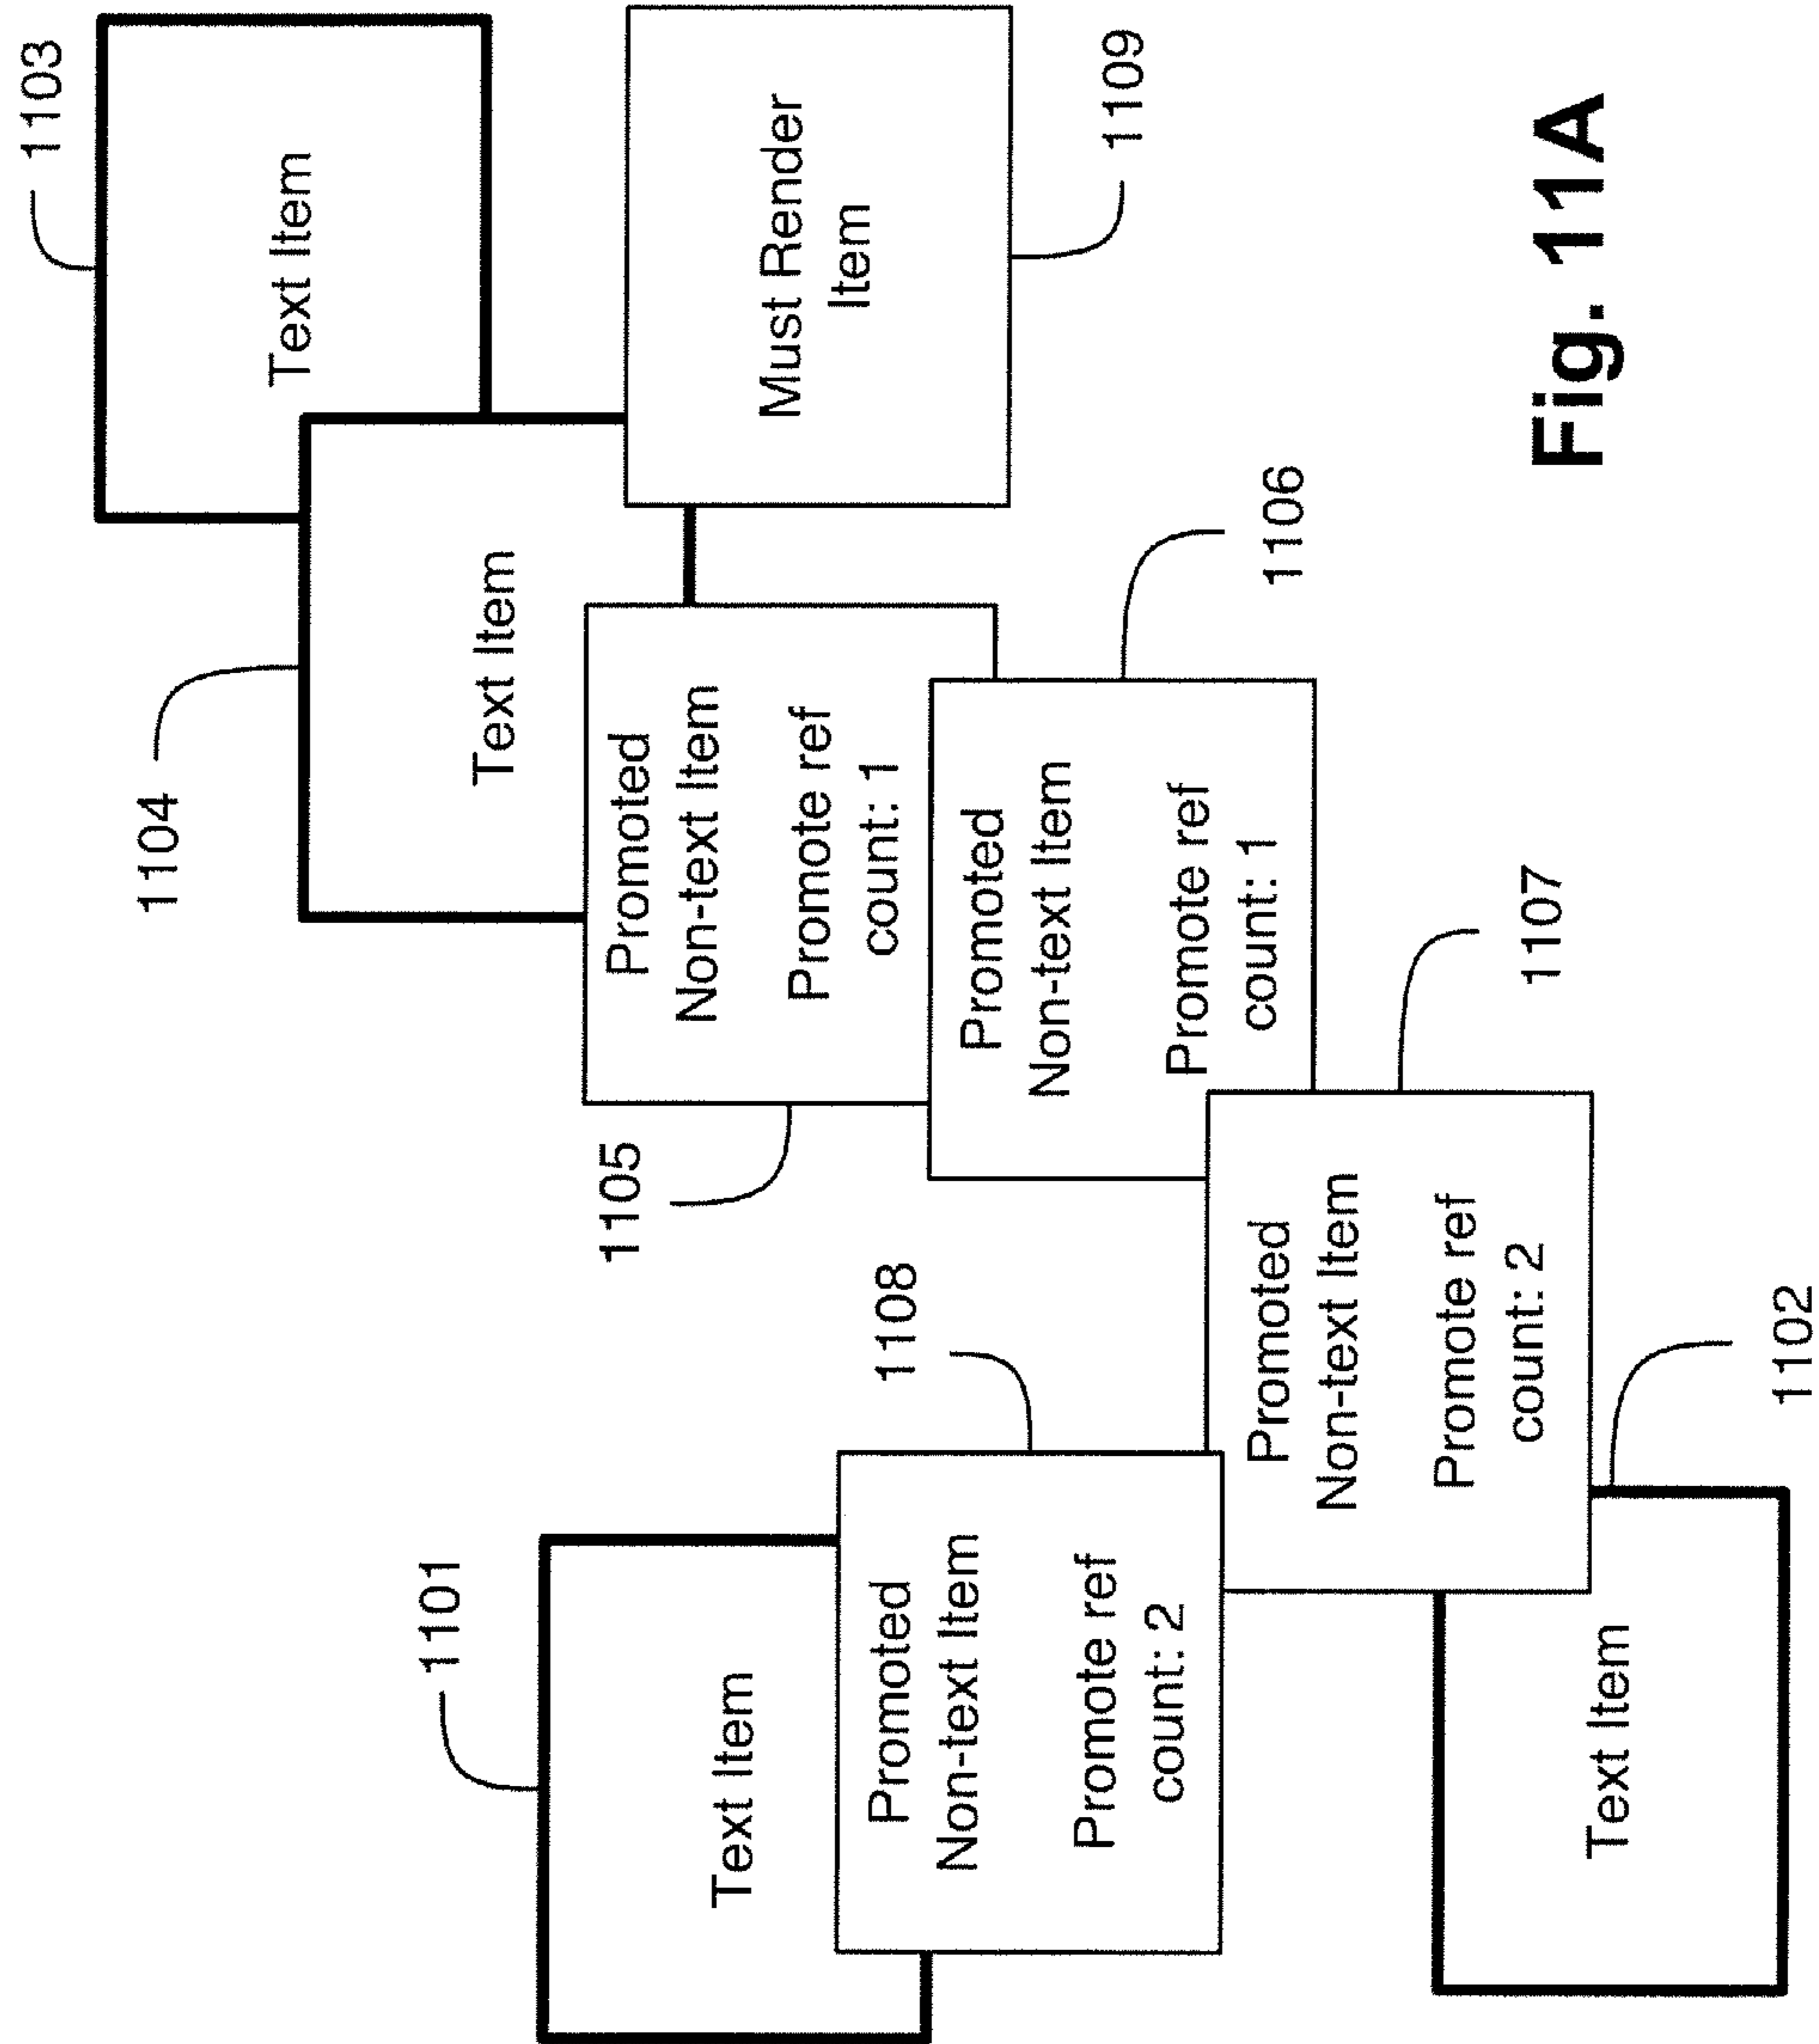 1103
Text Item
1104
Text Item
1101
Text Item
1109
Must Render
Item
1105
Promoted
Non-text Item
Promote ref
count: 1
1108
Promoted
Non-text Item
Promote ref
count: 2
1106
Promoted
Non-text Item
Promote ref
count: 1
1107
Promoted
Non-text Item
Promote ref
count: 2
1102
Text Item
Fig. 11A